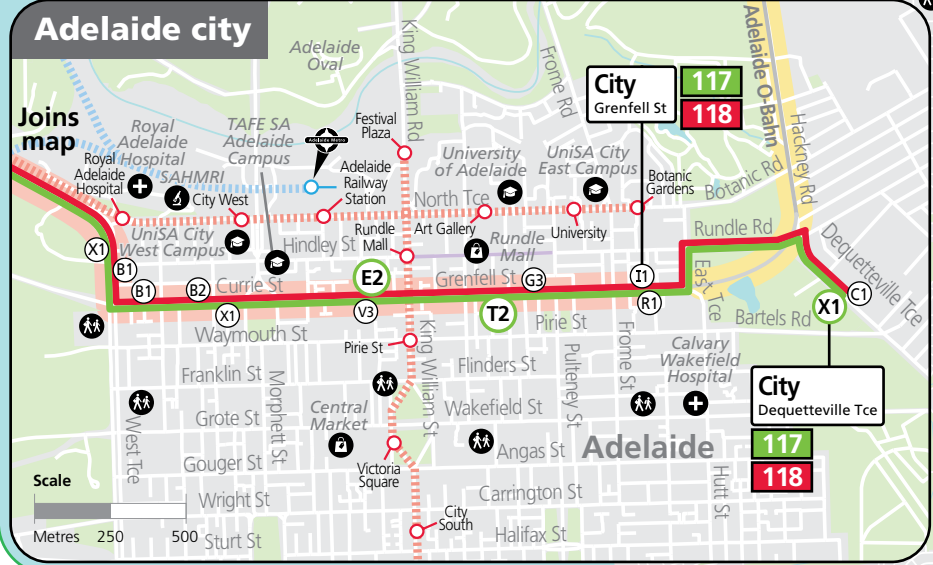 Adelaide city
Joins
map
Adelaide
Oval
King William Rd
Frome Rd
Adelaide O-Bahn
Hackney Rd
City
Grenfell St
117
118
Royal
Adelaide
Hospital
TAFE SA
Adelaide
Campus
Adelaide Metro
Festival
Plaza
Royal
Adelaide
Hospital
SAHMRI
City West
Adelaide
Railway
Station
University
of Adelaide
UniSA City
East Campus
Botanic
Gardens
Botanic Rd
North Tce
Art Gallery
University
UniSA City
West Campus
Hindley St
Rundle
Mall
Rundle
Mall
Rundle Rd
Dequetteville Tce
X1
B1
B1
B2
Currie St
E2
Grenfell St
G3
I1
East Tce
C1
X1
V3
T2
R1
X1
Bartels Rd
Waymouth St
Pirie St
Pirie St
King William St
Flinders St
Pulteney St
Frome St
Calvary
Wakefield
Hospital
Franklin St
Morphett St
City
Dequetteville Tce
117
118
West Tce
Grote St
Central
Market
Wakefield St
Angas St
Adelaide
Gouger St
Victoria
Square
Hutt St
Carrington St
Wright St
City
South
Halifax St
Sturt St
Scale
Metres 250 500